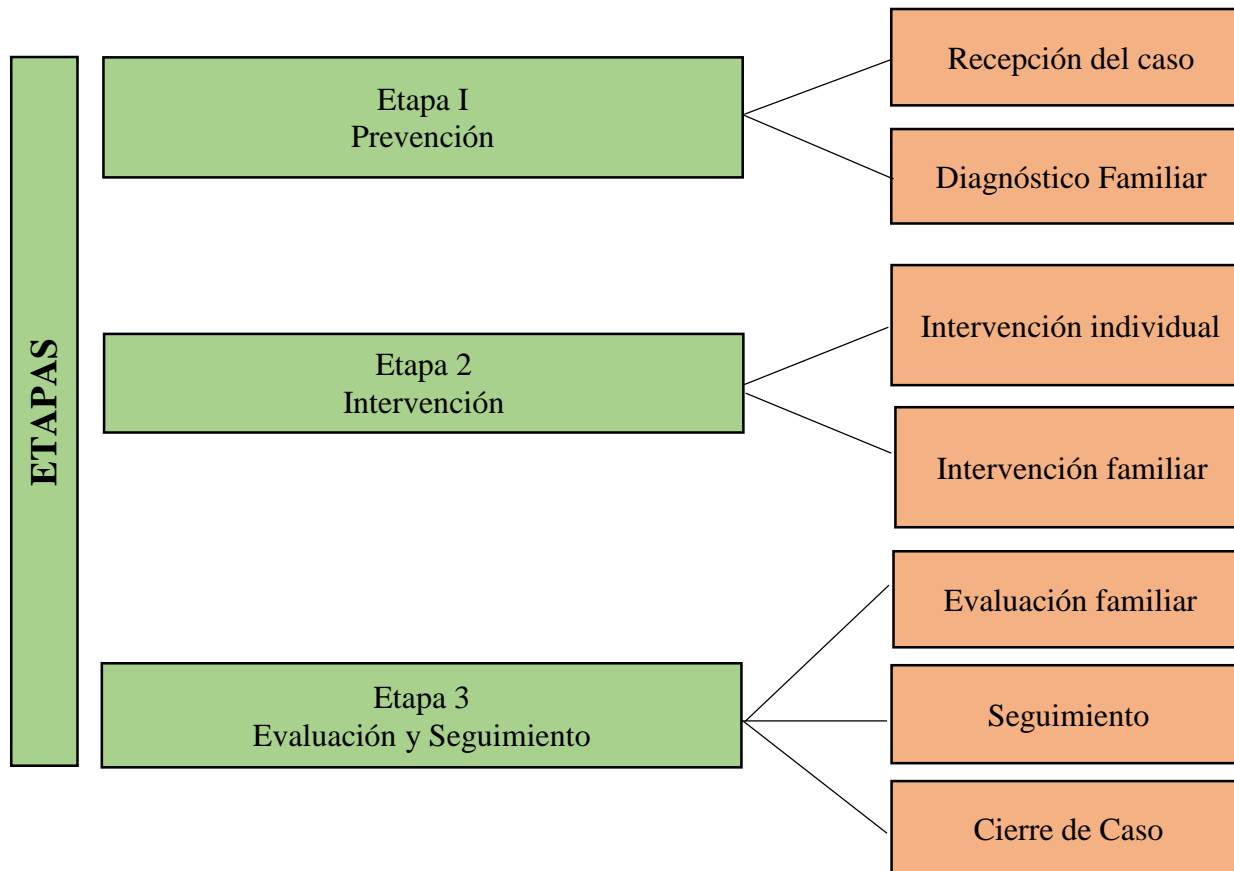 ETAPAS
Etapa I
Prevención
Recepción del caso
Diagnóstico Familiar
Etapa 2
Intervención
Intervención individual
Intervención familiar
Etapa 3
Evaluación y Seguimiento
Evaluación familiar
Seguimiento
Cierre de Caso